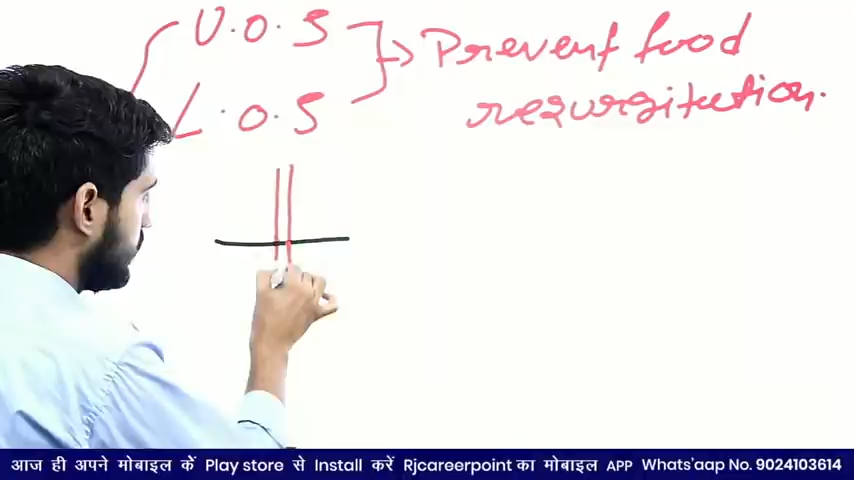 U.O.S
L.O.S
Prevent food
regurgitation.
आज ही अपने मोबाइल कें Play store से Install करें Rjcareerpoint का मोबाइल APP Whats'aap No. 9024103614